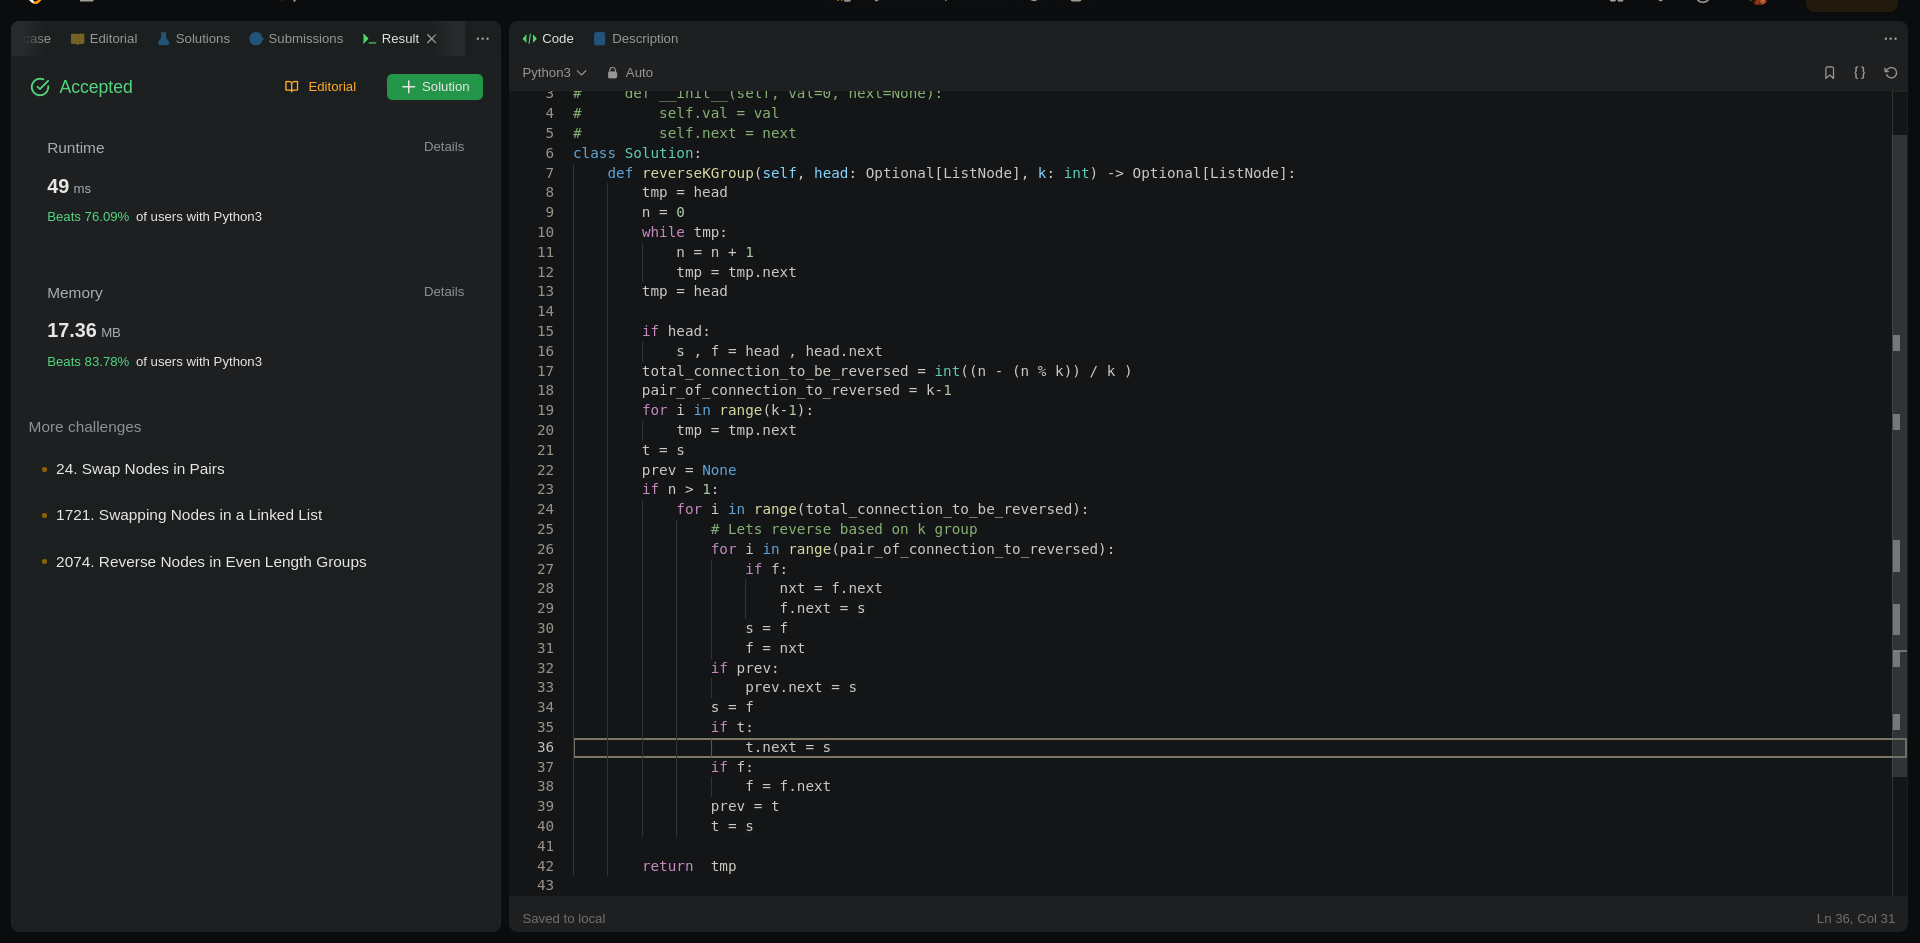 case Editorial Solutions Submissions Result
Accepted
Editorial
Solution
Runtime
Details
49 ms
Beats 76.09% of users with Python3
Memory
Details
17.36 MB
Beats 83.78% of users with Python3
More challenges
24. Swap Nodes in Pairs
1721. Swapping Nodes in a Linked List
2074. Reverse Nodes in Even Length Groups
Code Description
Python3 Auto
3 #     def __init__(self, val=0, next=None):
4 #         self.val = val
5 #         self.next = next
6 class Solution:
7     def reverseKGroup(self, head: Optional[ListNode], k: int) -> Optional[ListNode]:
8         tmp = head
9         n = 0
10         while tmp:
11             n = n + 1
12             tmp = tmp.next
13         tmp = head
14
15         if head:
16             s , f = head , head.next
17         total_connection_to_be_reversed = int((n - (n % k)) / k )
18         pair_of_connection_to_reversed = k-1
19         for i in range(k-1):
20             tmp = tmp.next
21         t = s
22         prev = None
23         if n > 1:
24             for i in range(total_connection_to_be_reversed):
25                 # Lets reverse based on k group
26                 for i in range(pair_of_connection_to_reversed):
27                     if f:
28                         nxt = f.next
29                         f.next = s
30                     s = f
31                     f = nxt
32                 if prev:
33                     prev.next = s
34                 s = f
35                 if t:
36                     t.next = s
37                 if f:
38                     f = f.next
39                 prev = t
40                 t = s
41
42         return  tmp
43
Saved to local
Ln 36, Col 31